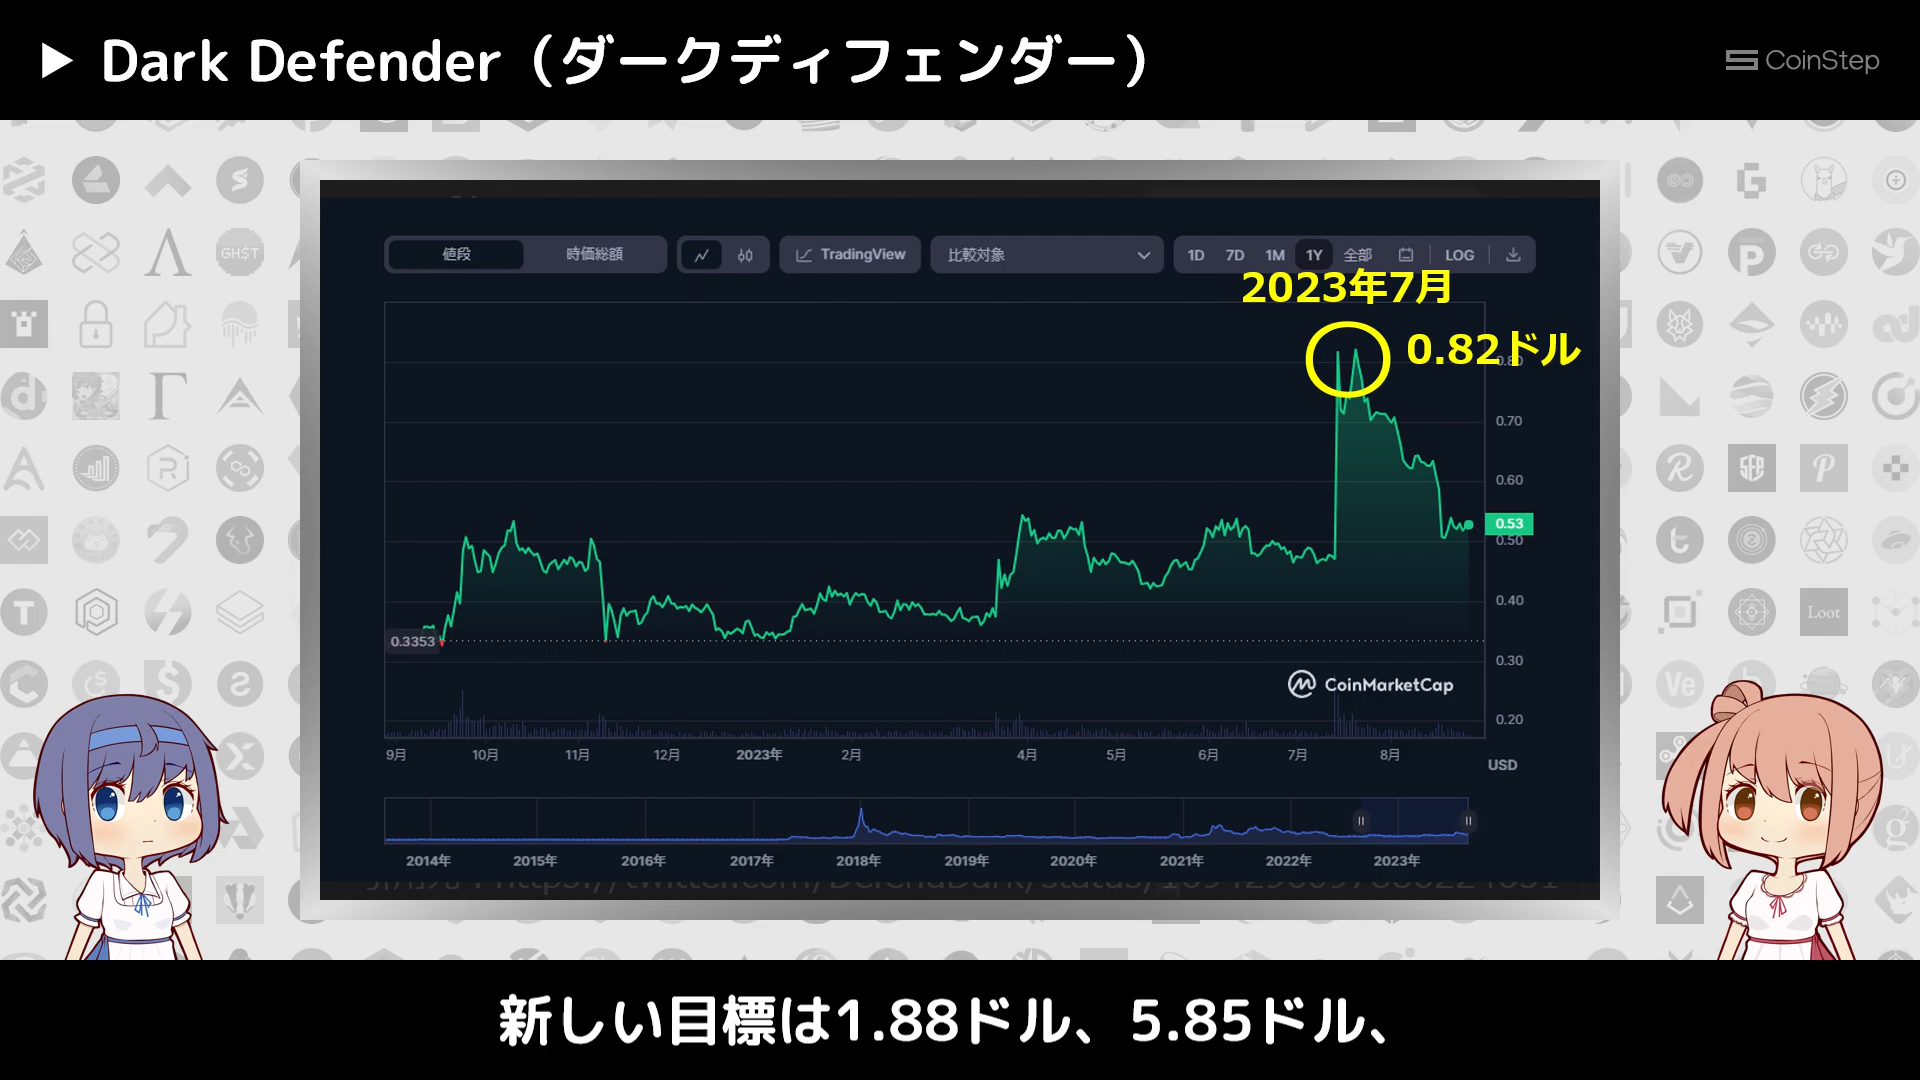 ▶ Dark Defender（ダークディフェンダー）
CoinStep
値段 時価総額 TradingView 比較対象 1D 7D 1M 1Y 全部 LOG
2023年7月
0.82ドル
0.80
0.70
0.60
0.53
0.50
0.40
0.3353
0.30
CoinMarketCap
0.20
9月 10月 11月 12月 2023年 2月 4月 5月 6月 7月 8月
USD
2014年 2015年 2016年 2017年 2018年 2019年 2020年 2021年 2022年 2023年
GH$T
Loot
Ve
新しい目標は1.88ドル、5.85ドル、